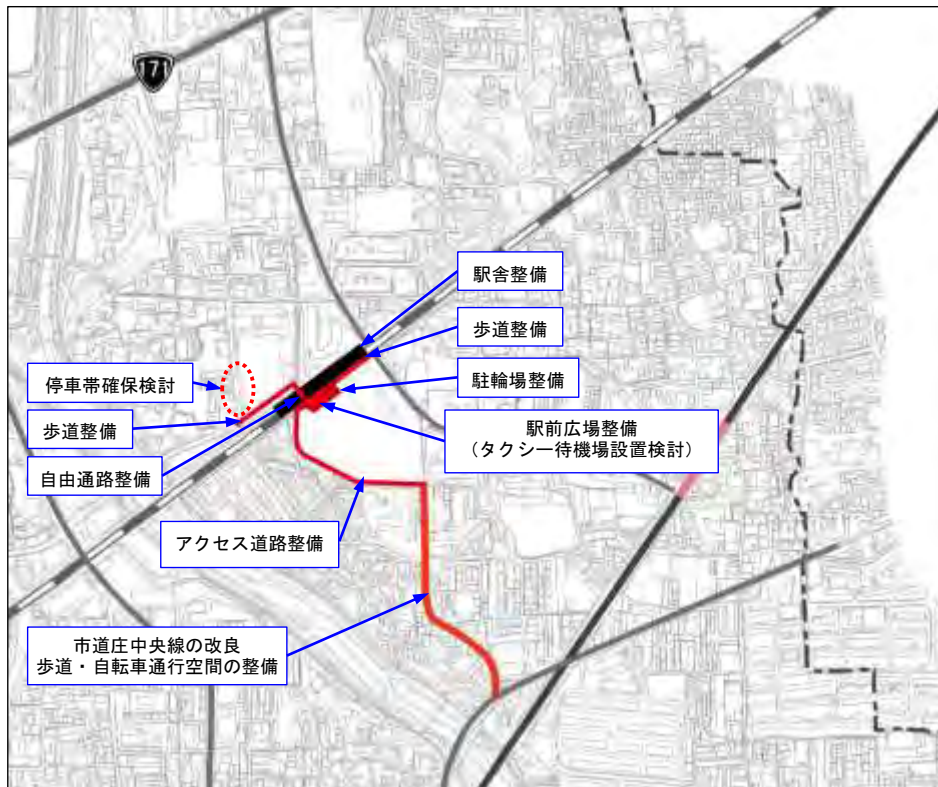 171
駅舎整備
歩道整備
停車帯確保検討
駐輪場整備
歩道整備
駅前広場整備
（タクシー待機場設置検討）
自由通路整備
アクセス道路整備
市道庄中央線の改良
歩道・自転車通行空間の整備